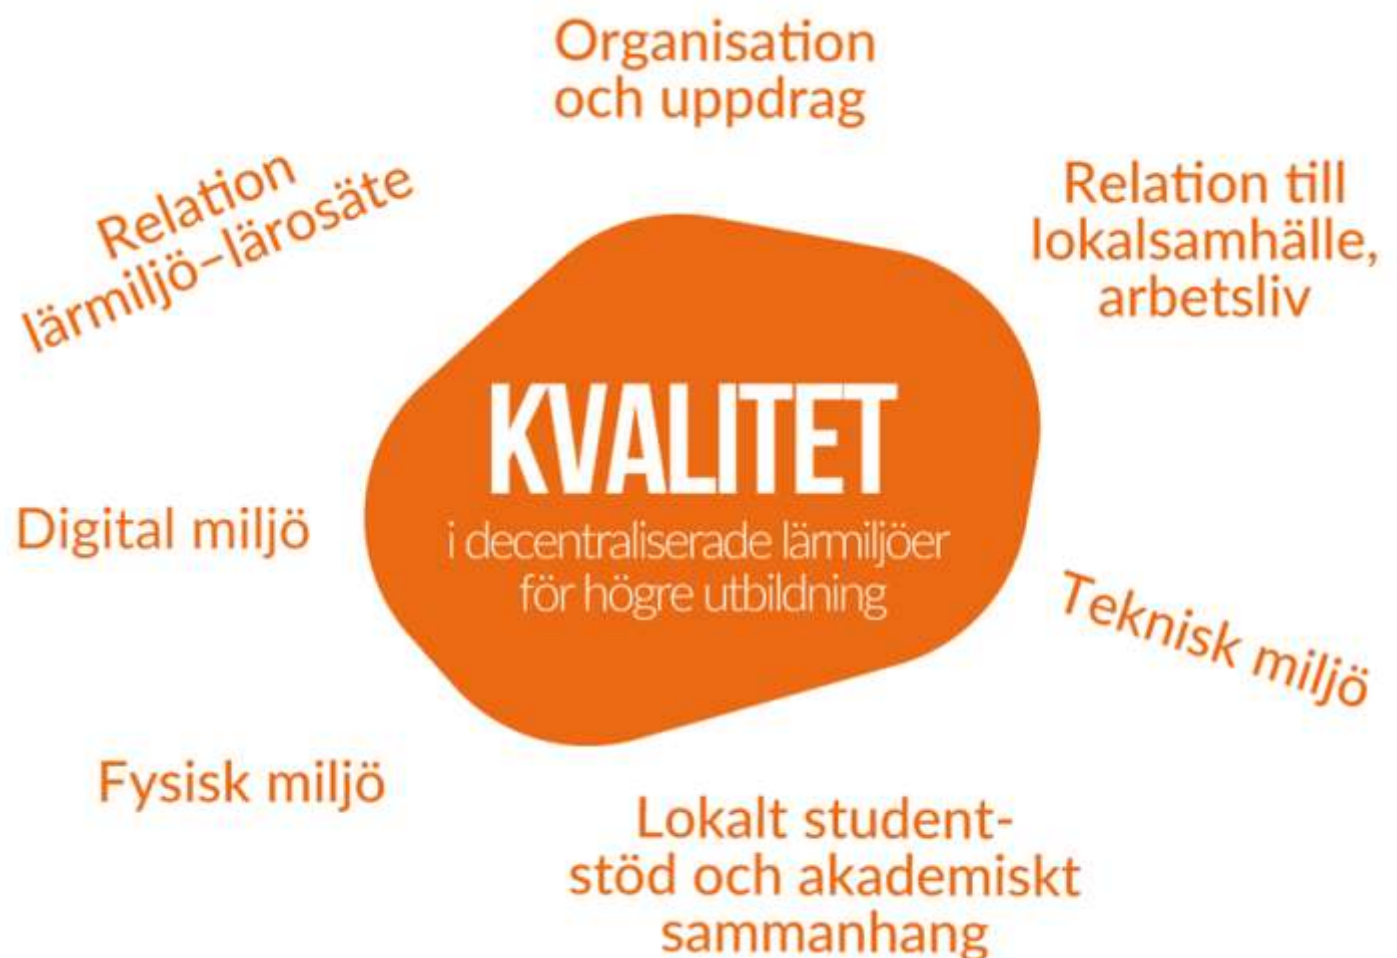 Organisation
och uppdrag
Relation
lärmiljö–lärosäte
Relation till
lokalsamhälle,
arbetsliv
KVALITET
i decentraliserade lärmiljöer
för högre utbildning
Digital miljö
Teknisk miljö
Fysisk miljö
Lokalt student-
stöd och akademiskt
sammanhang